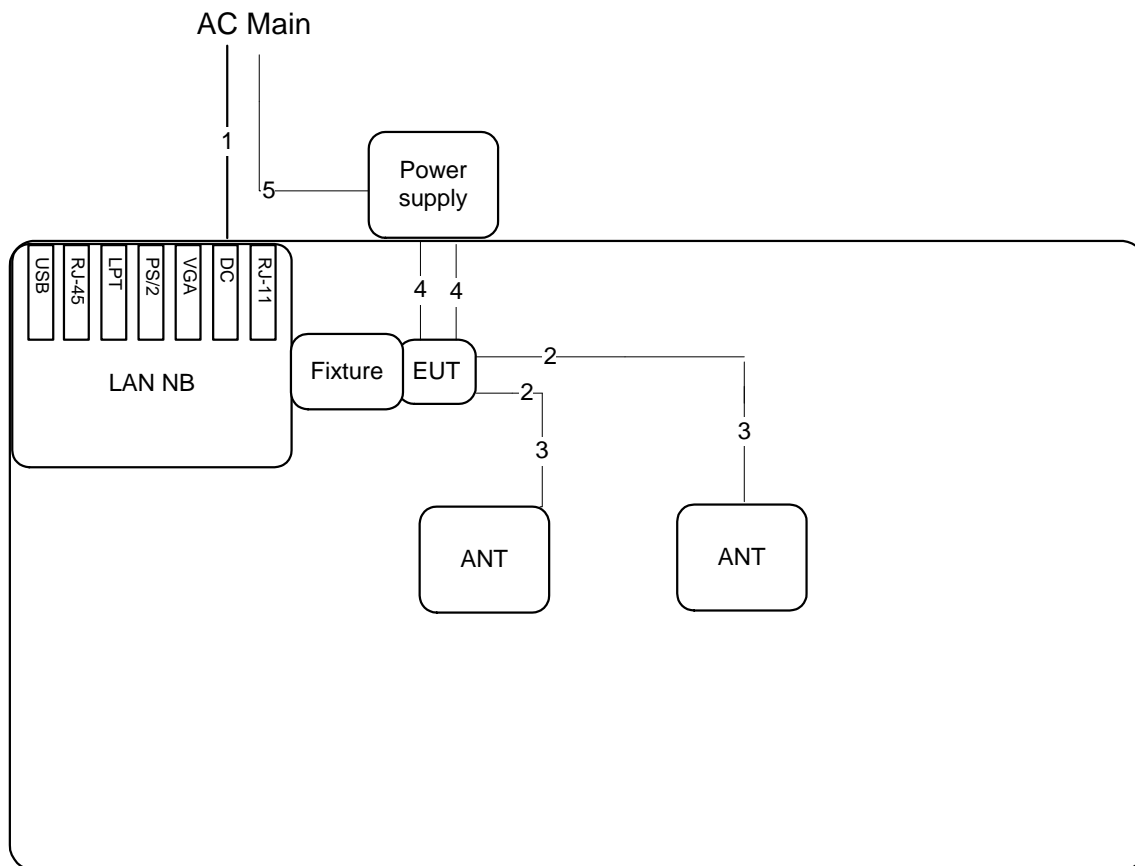 AC Main
1
5
Power
supply
USB
RJ-45
LPT
PS/2
VGA
DC
RJ-11
4
4
LAN NB
Fixture
EUT
2
2
3
3
ANT
ANT